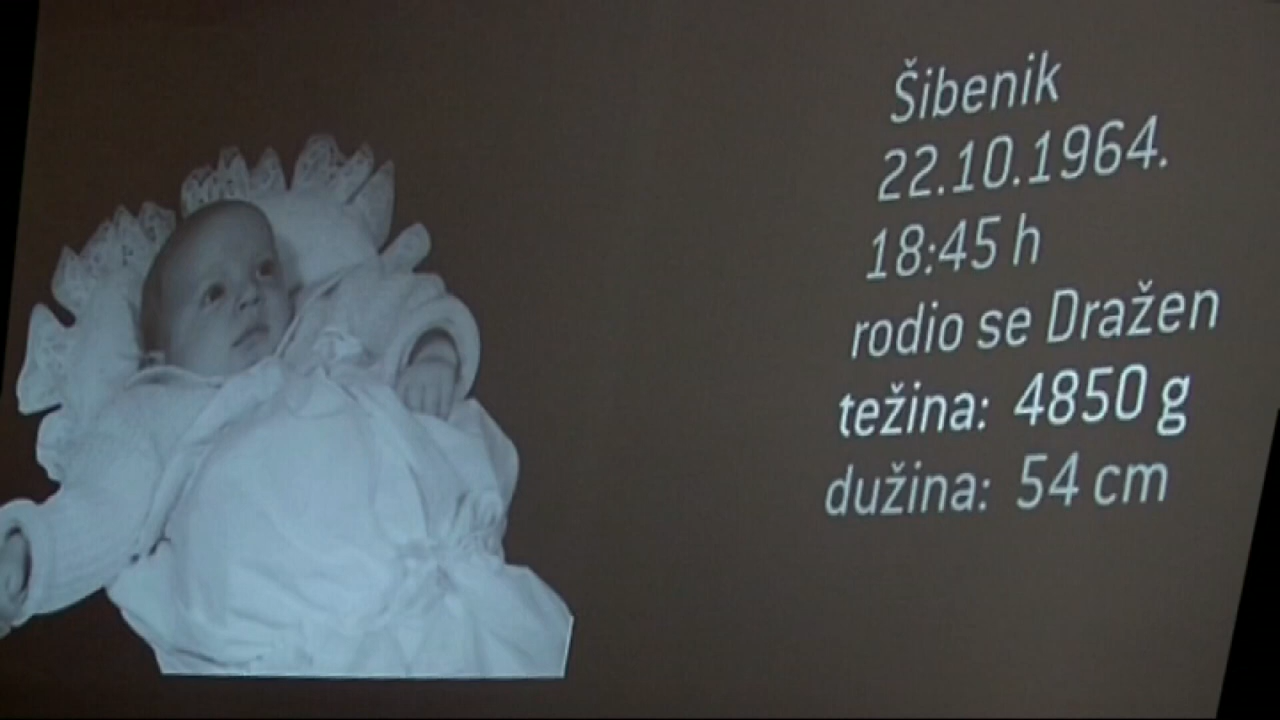 Šibenik
22.10.1964.
18:45 h
rodio se Dražen
težina: 4850 g
dužina: 54 cm